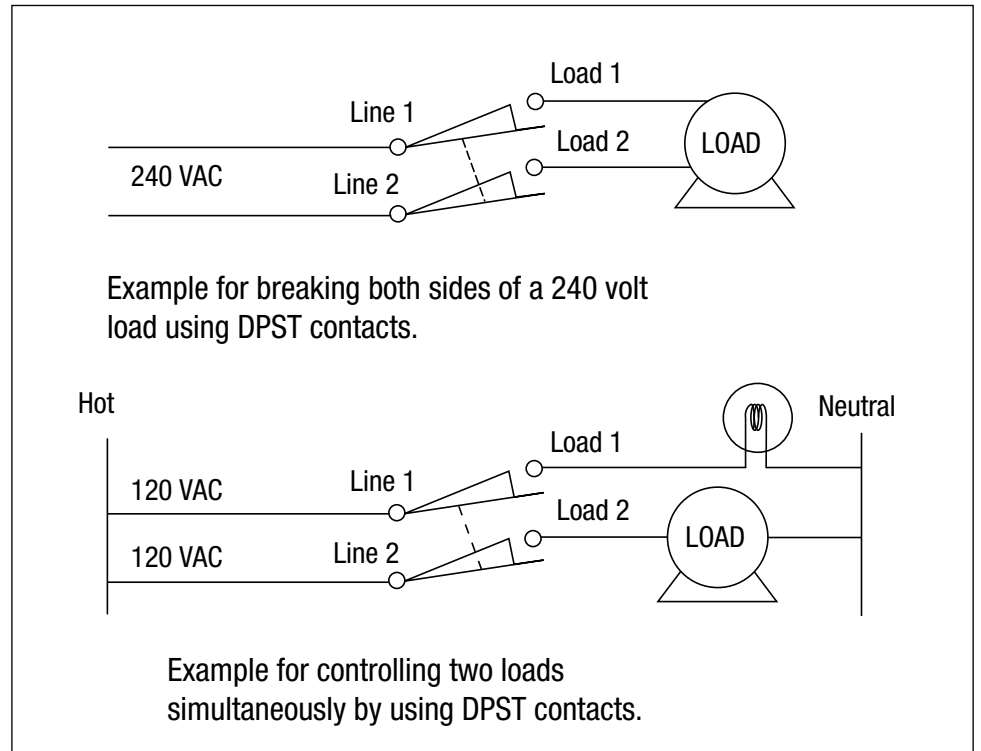 Load 1
Line 1
LOAD
Load 2
240 VAC
Line 2
Example for breaking both sides of a 240 volt
load using DPST contacts.
Hot
Neutral
Load 1
120 VAC
Line 1
Load 2
LOAD
120 VAC
Line 2
Example for controlling two loads
simultaneously by using DPST contacts.